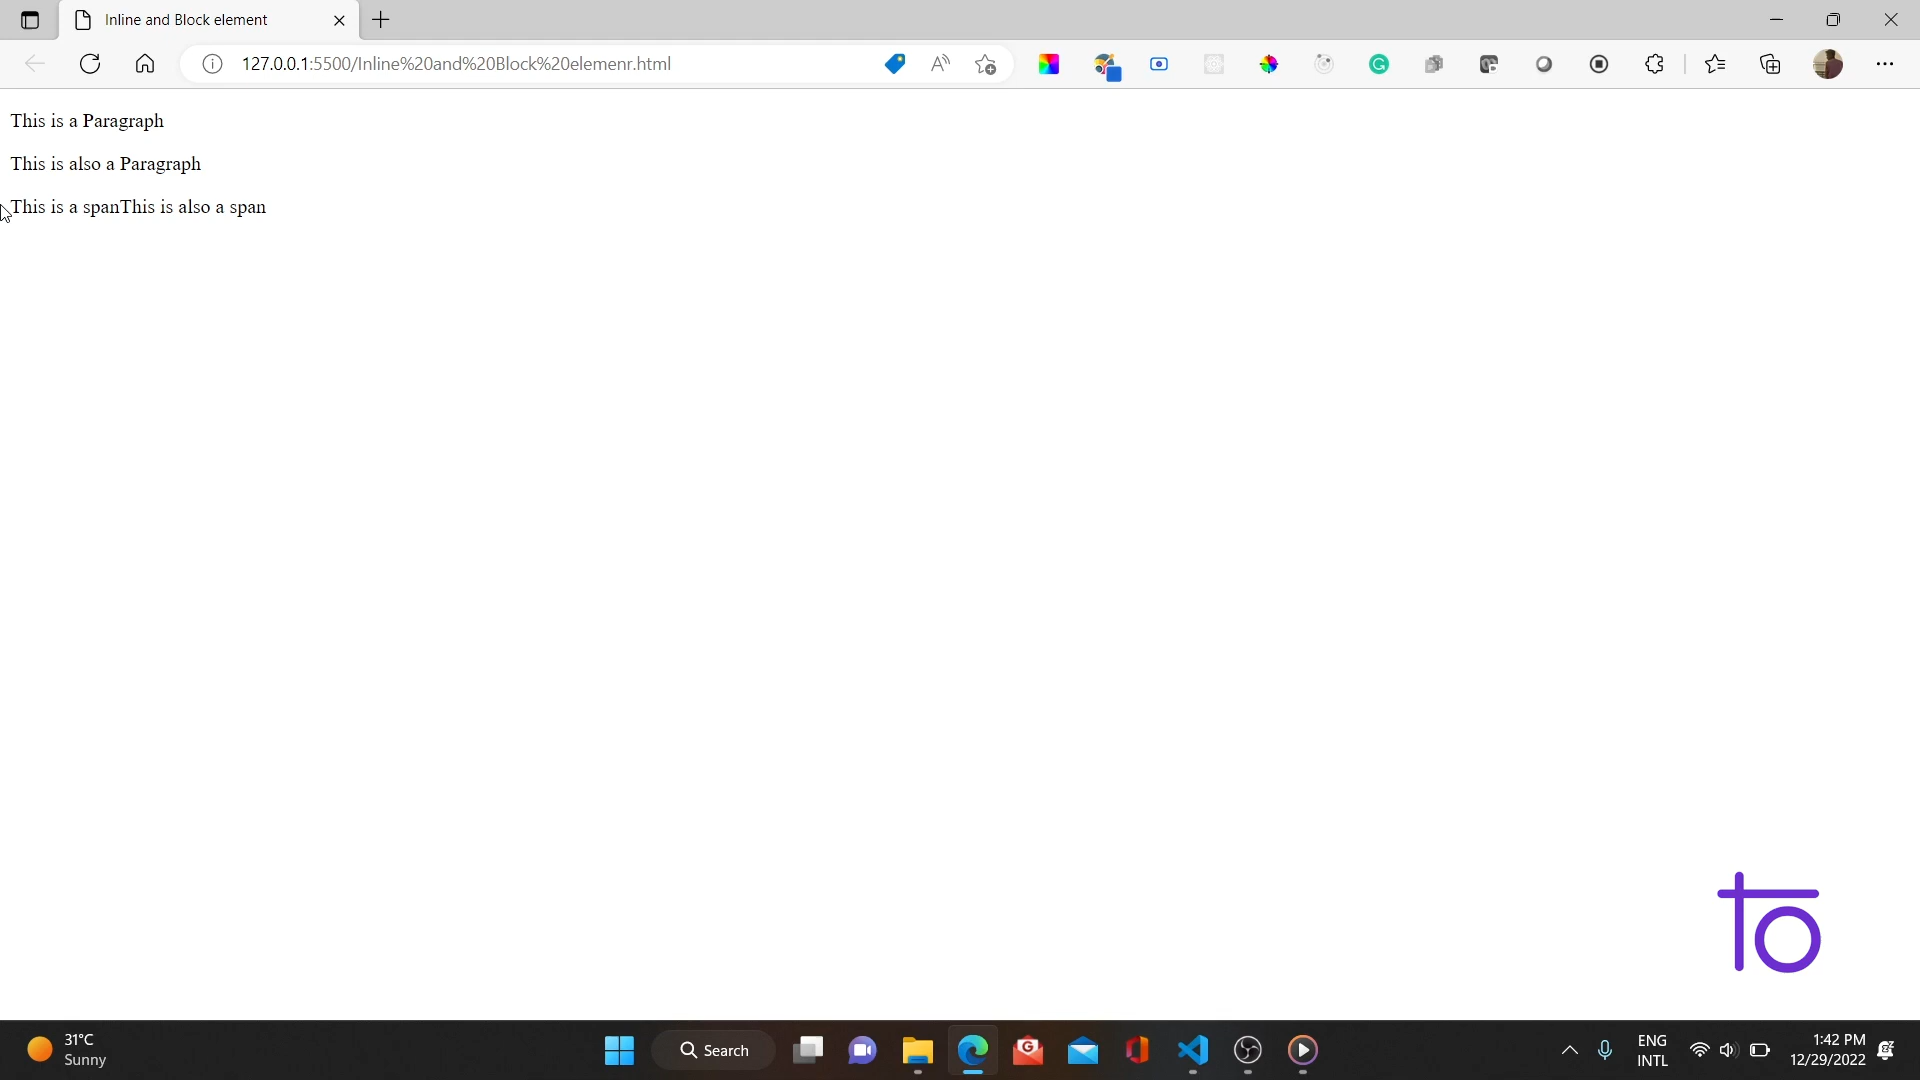 Inline and Block element
127.0.0.1:5500/Inline%20and%20Block%20elemenr.html
This is a Paragraph
This is also a Paragraph
This is a spanThis is also a span
to
31°C
Sunny
Search
ENG
INTL
1:42 PM
12/29/2022